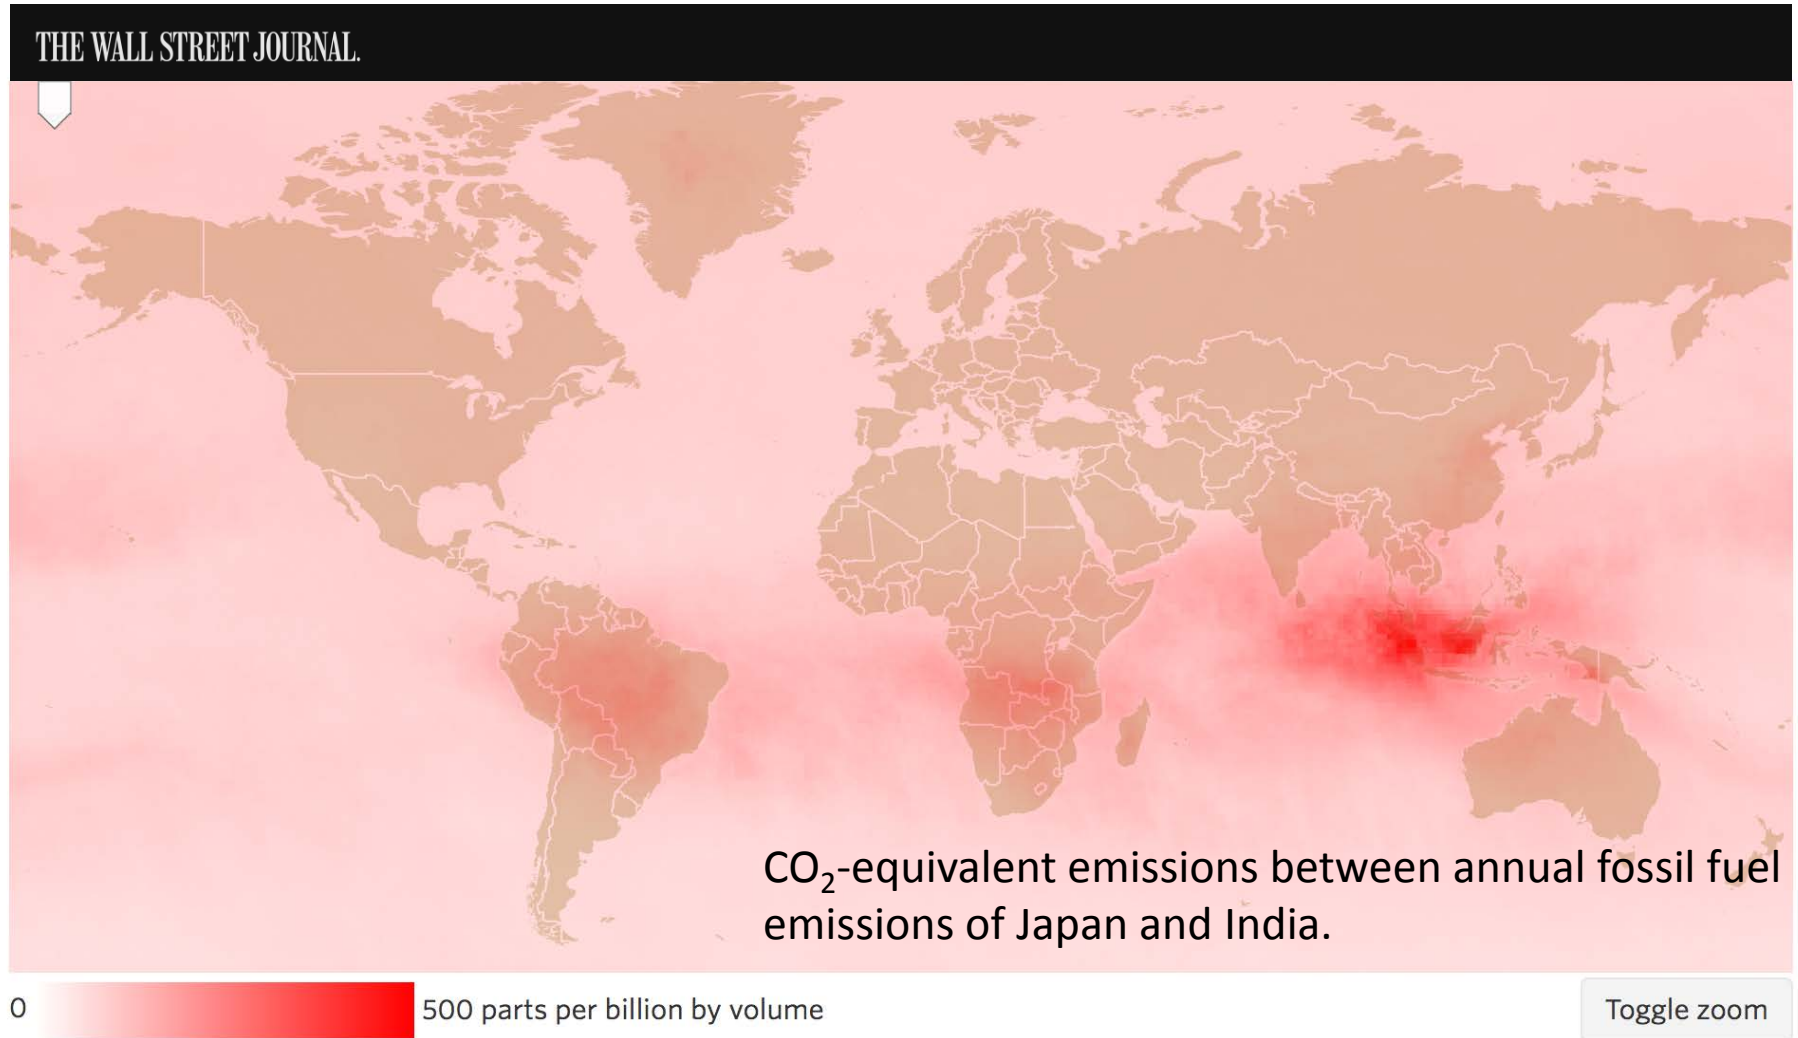 THE WALL STREET JOURNAL.
CO₂-equivalent emissions between annual fossil fuel
emissions of Japan and India.
0
500 parts per billion by volume
Toggle zoom